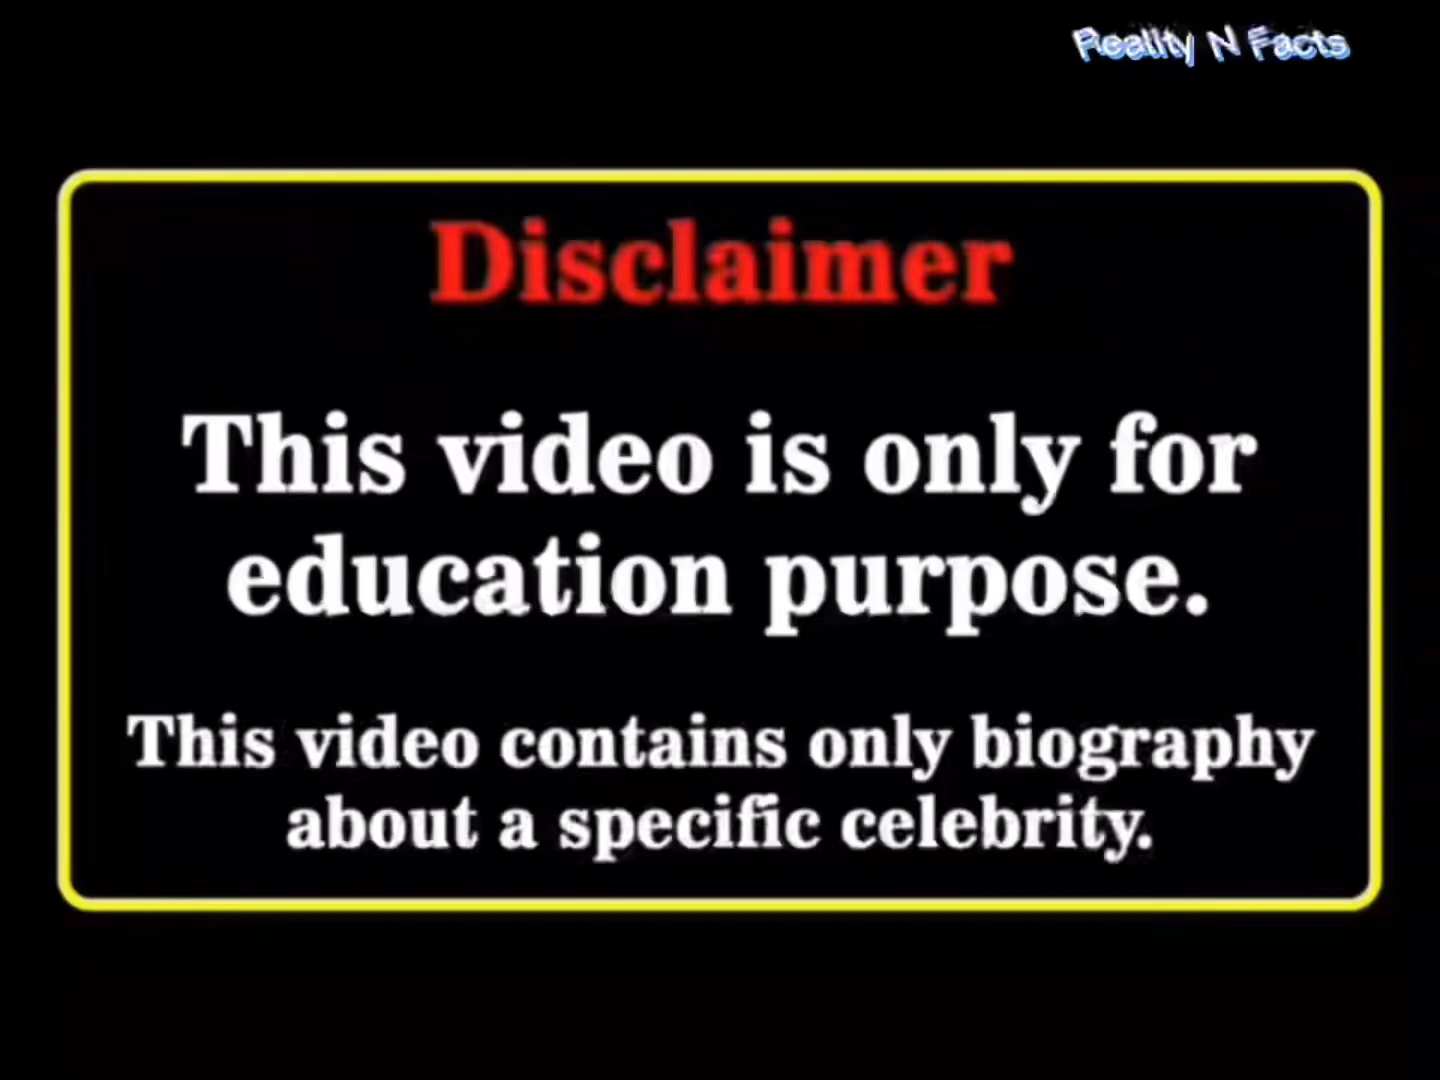 Reality N Facts
Disclaimer
This video is only for
education purpose.
This video contains only biography
about a specific celebrity.